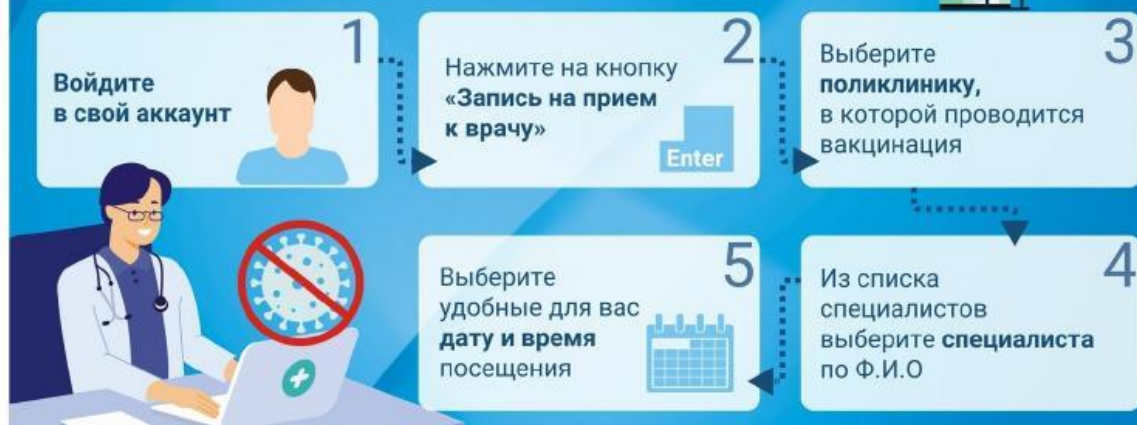 1
Войдите
в свой аккаунт
2
Нажмите на кнопку
«Запись на прием
к врачу»
Enter
3
Выберите
поликлинику,
в которой проводится
вакцинация
4
Из списка
специалистов
выберите специалиста
по Ф.И.О
5
Выберите
удобные для вас
дату и время
посещения